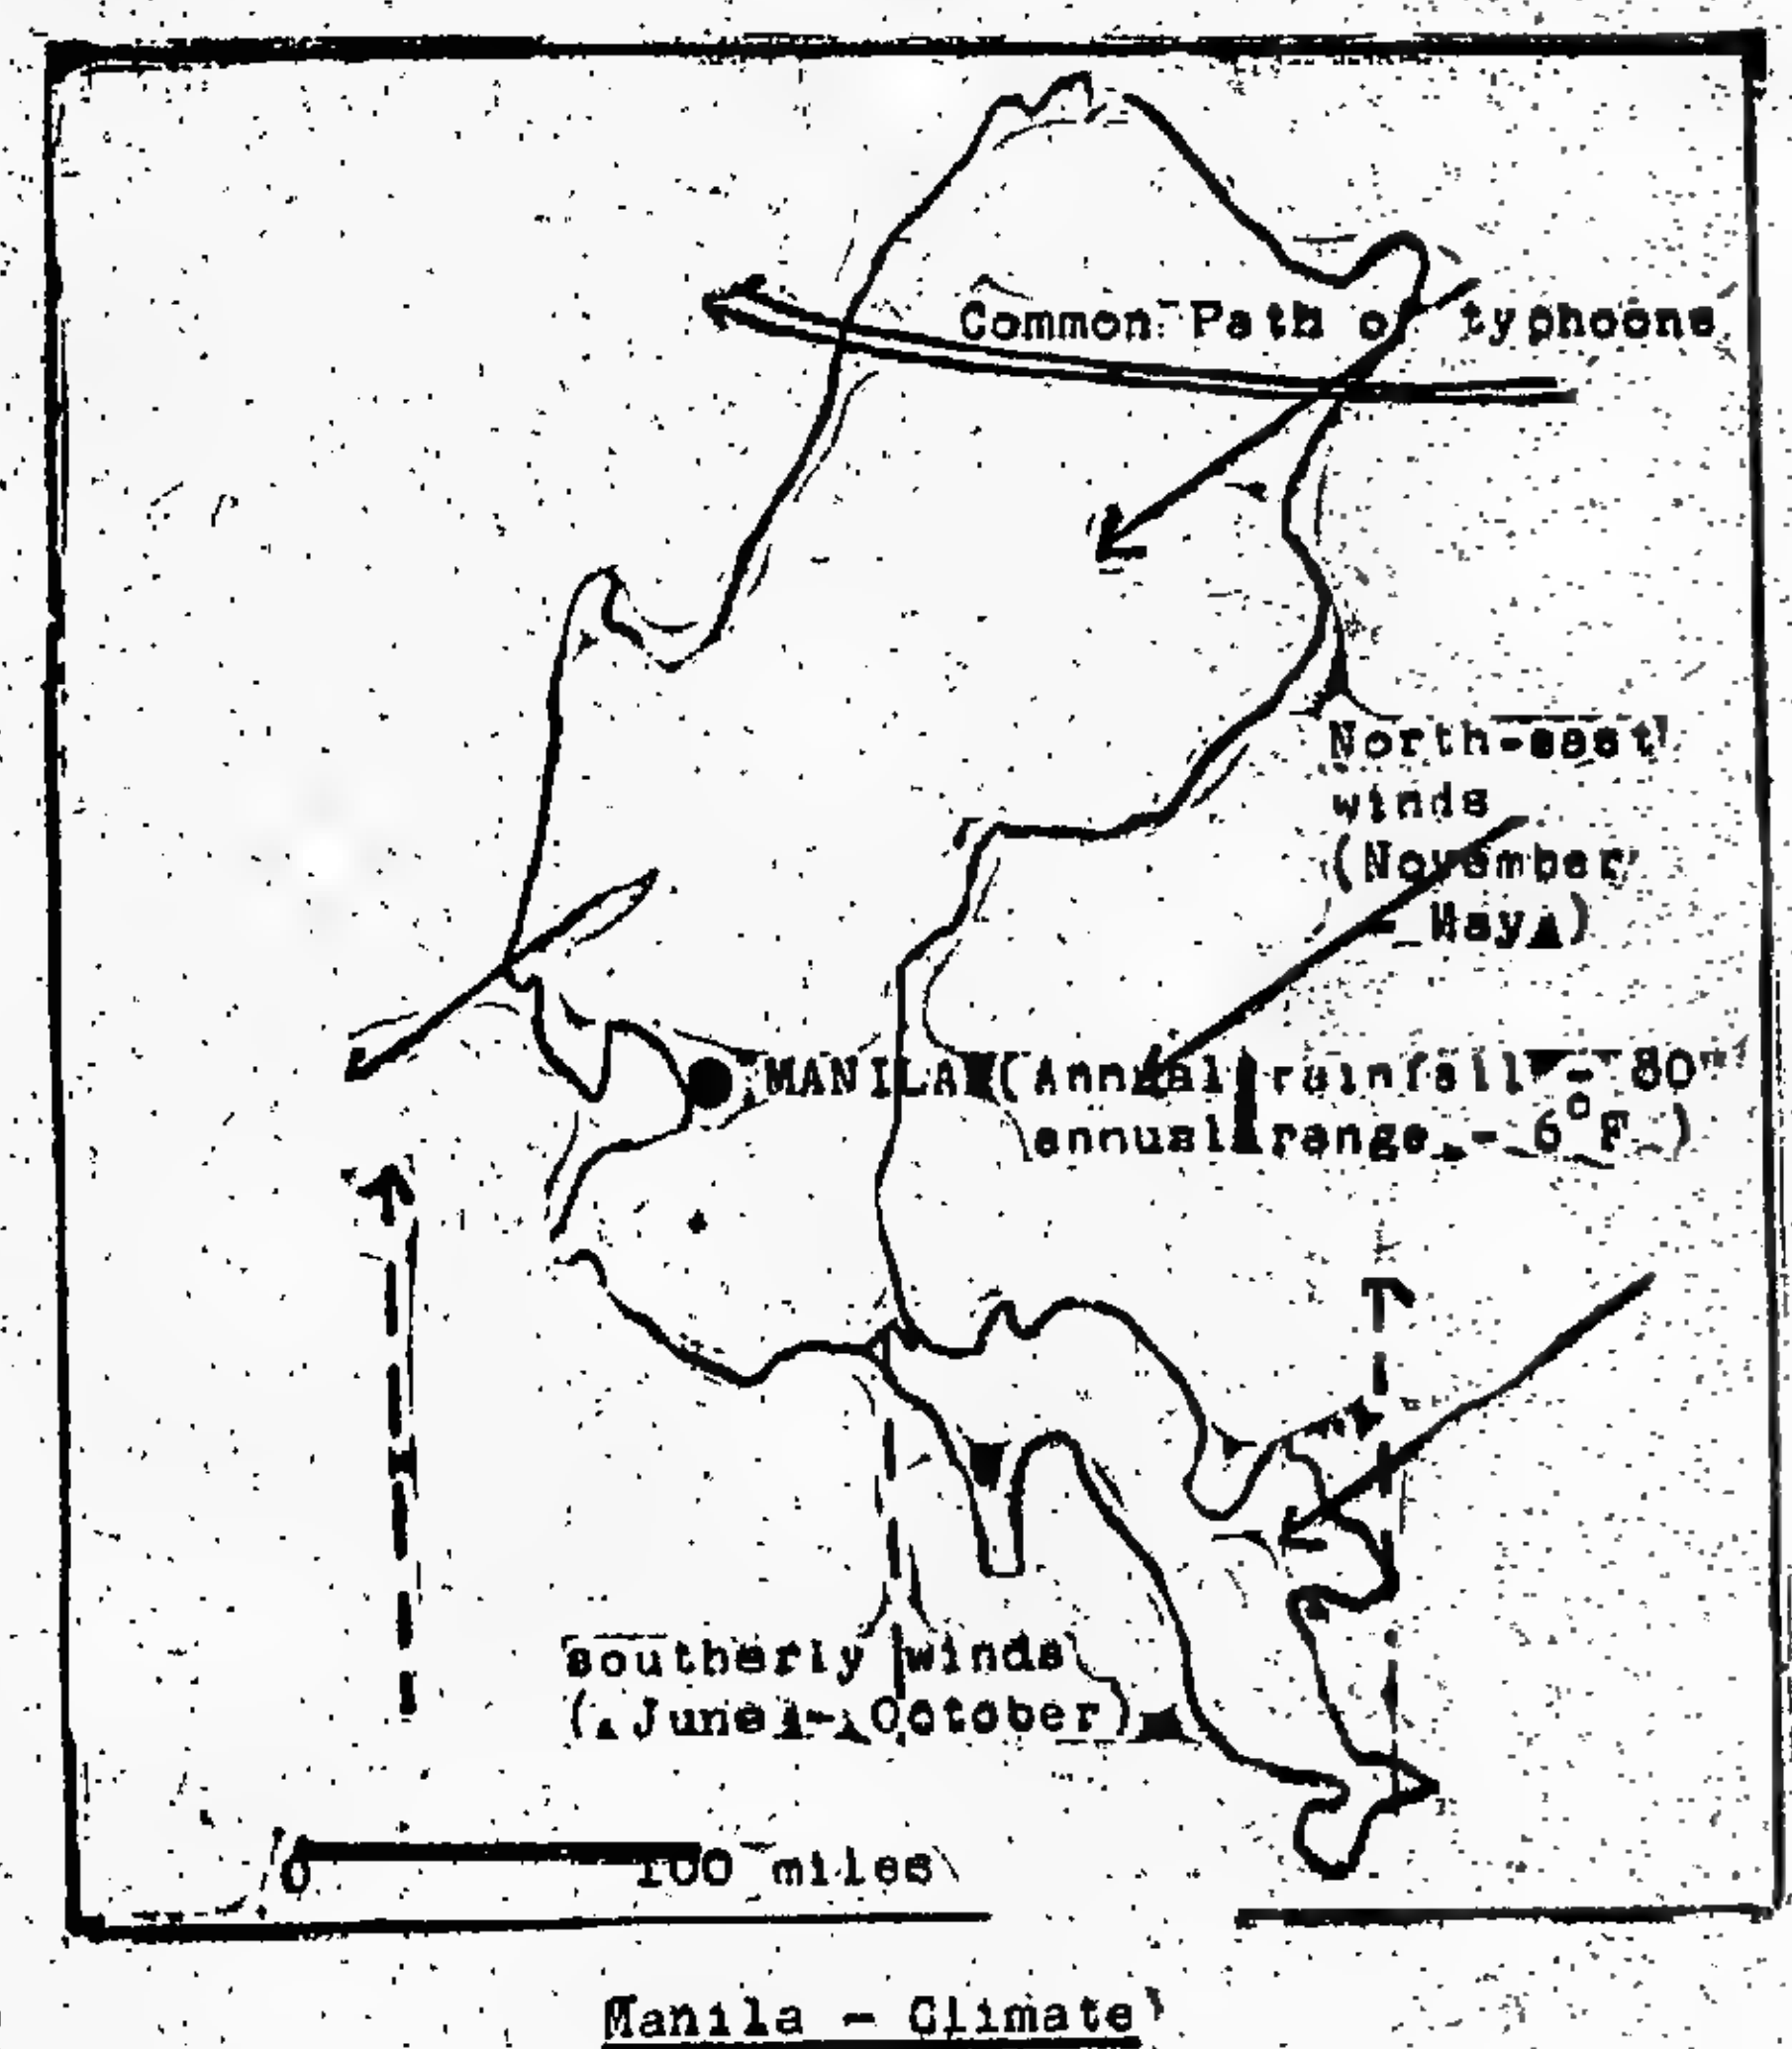 Common Path of typhoons
North-east
winds
(November
- May)
MANILA (Annual rainfall - 80"
annual range - 6°F )
southerly winds
( June - October)
0 100 miles
Manila - Climate